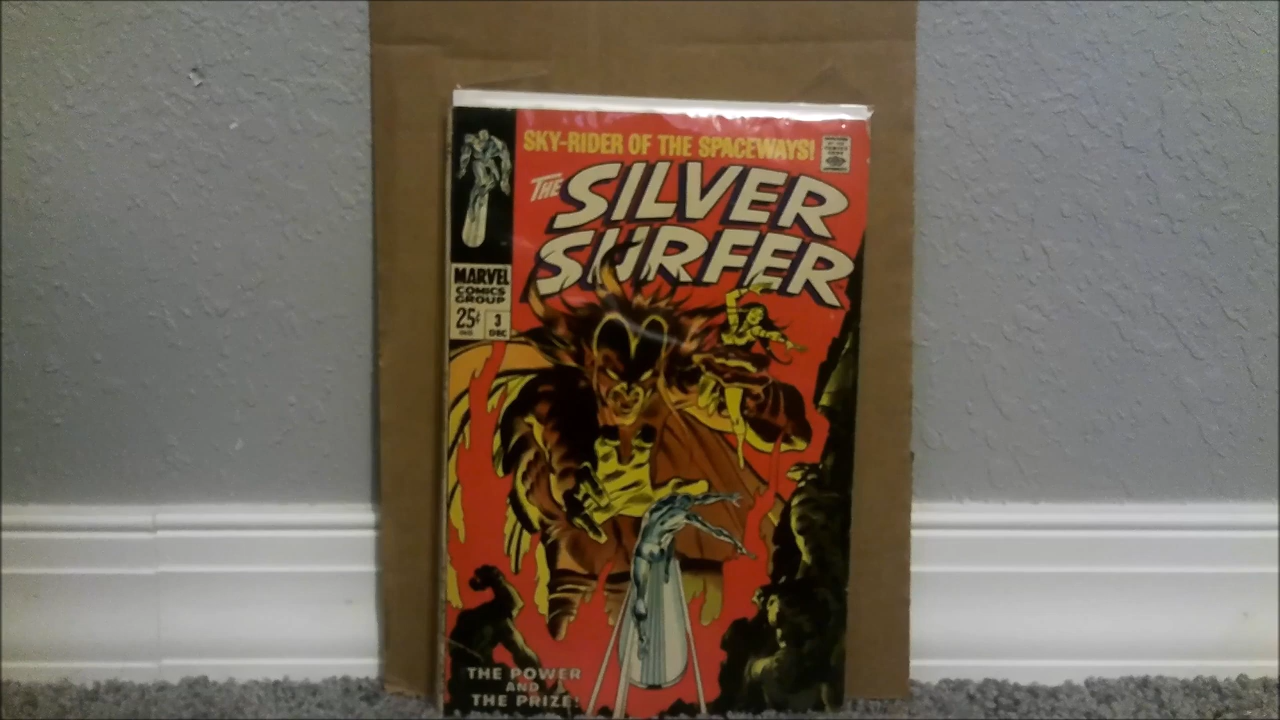 SKY-RIDER OF THE SPACEWAYS!
THE SILVER
SURFER
MARVEL
COMICS
GROUP
25¢
3
DEC
THE POWER
AND
THE PRIZE!